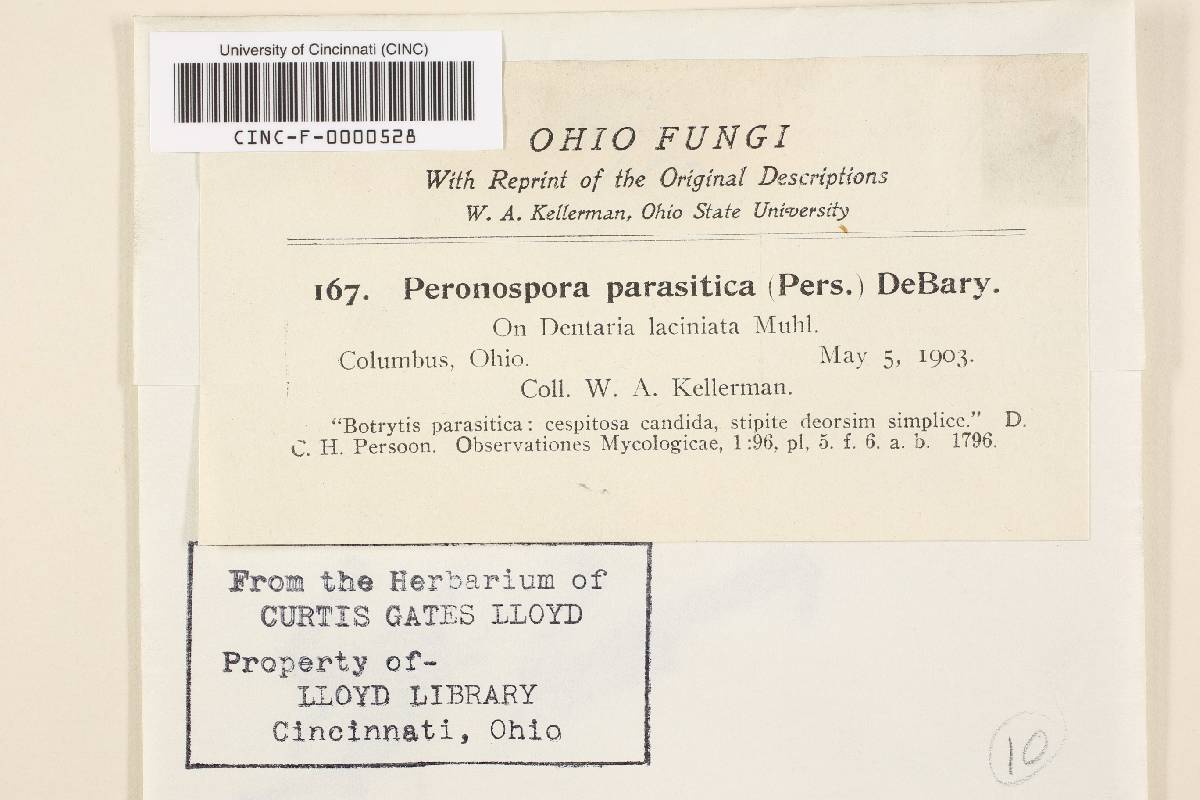 University of Cincinnati (CINC)
CINC-F-0000528
OHIO FUNGI
With Reprint of the Original Descriptions
W. A. Kellerman, Ohio State University
167. Peronospora parasitica (Pers.) DeBary.
On Dentaria laciniata Muhl.
Columbus, Ohio. May 5, 1903.
Coll. W. A. Kellerman.
"Botrytis parasitica: cespitosa candida, stipite deorsim simplice." D.
C. H. Persoon. Observationes Mycologicae, 1:96, pl, 5. f. 6. a. b. 1796.
From the Herbarium of
CURTIS GATES LLOYD
Property of-
LLOYD LIBRARY
Cincinnati, Ohio
10